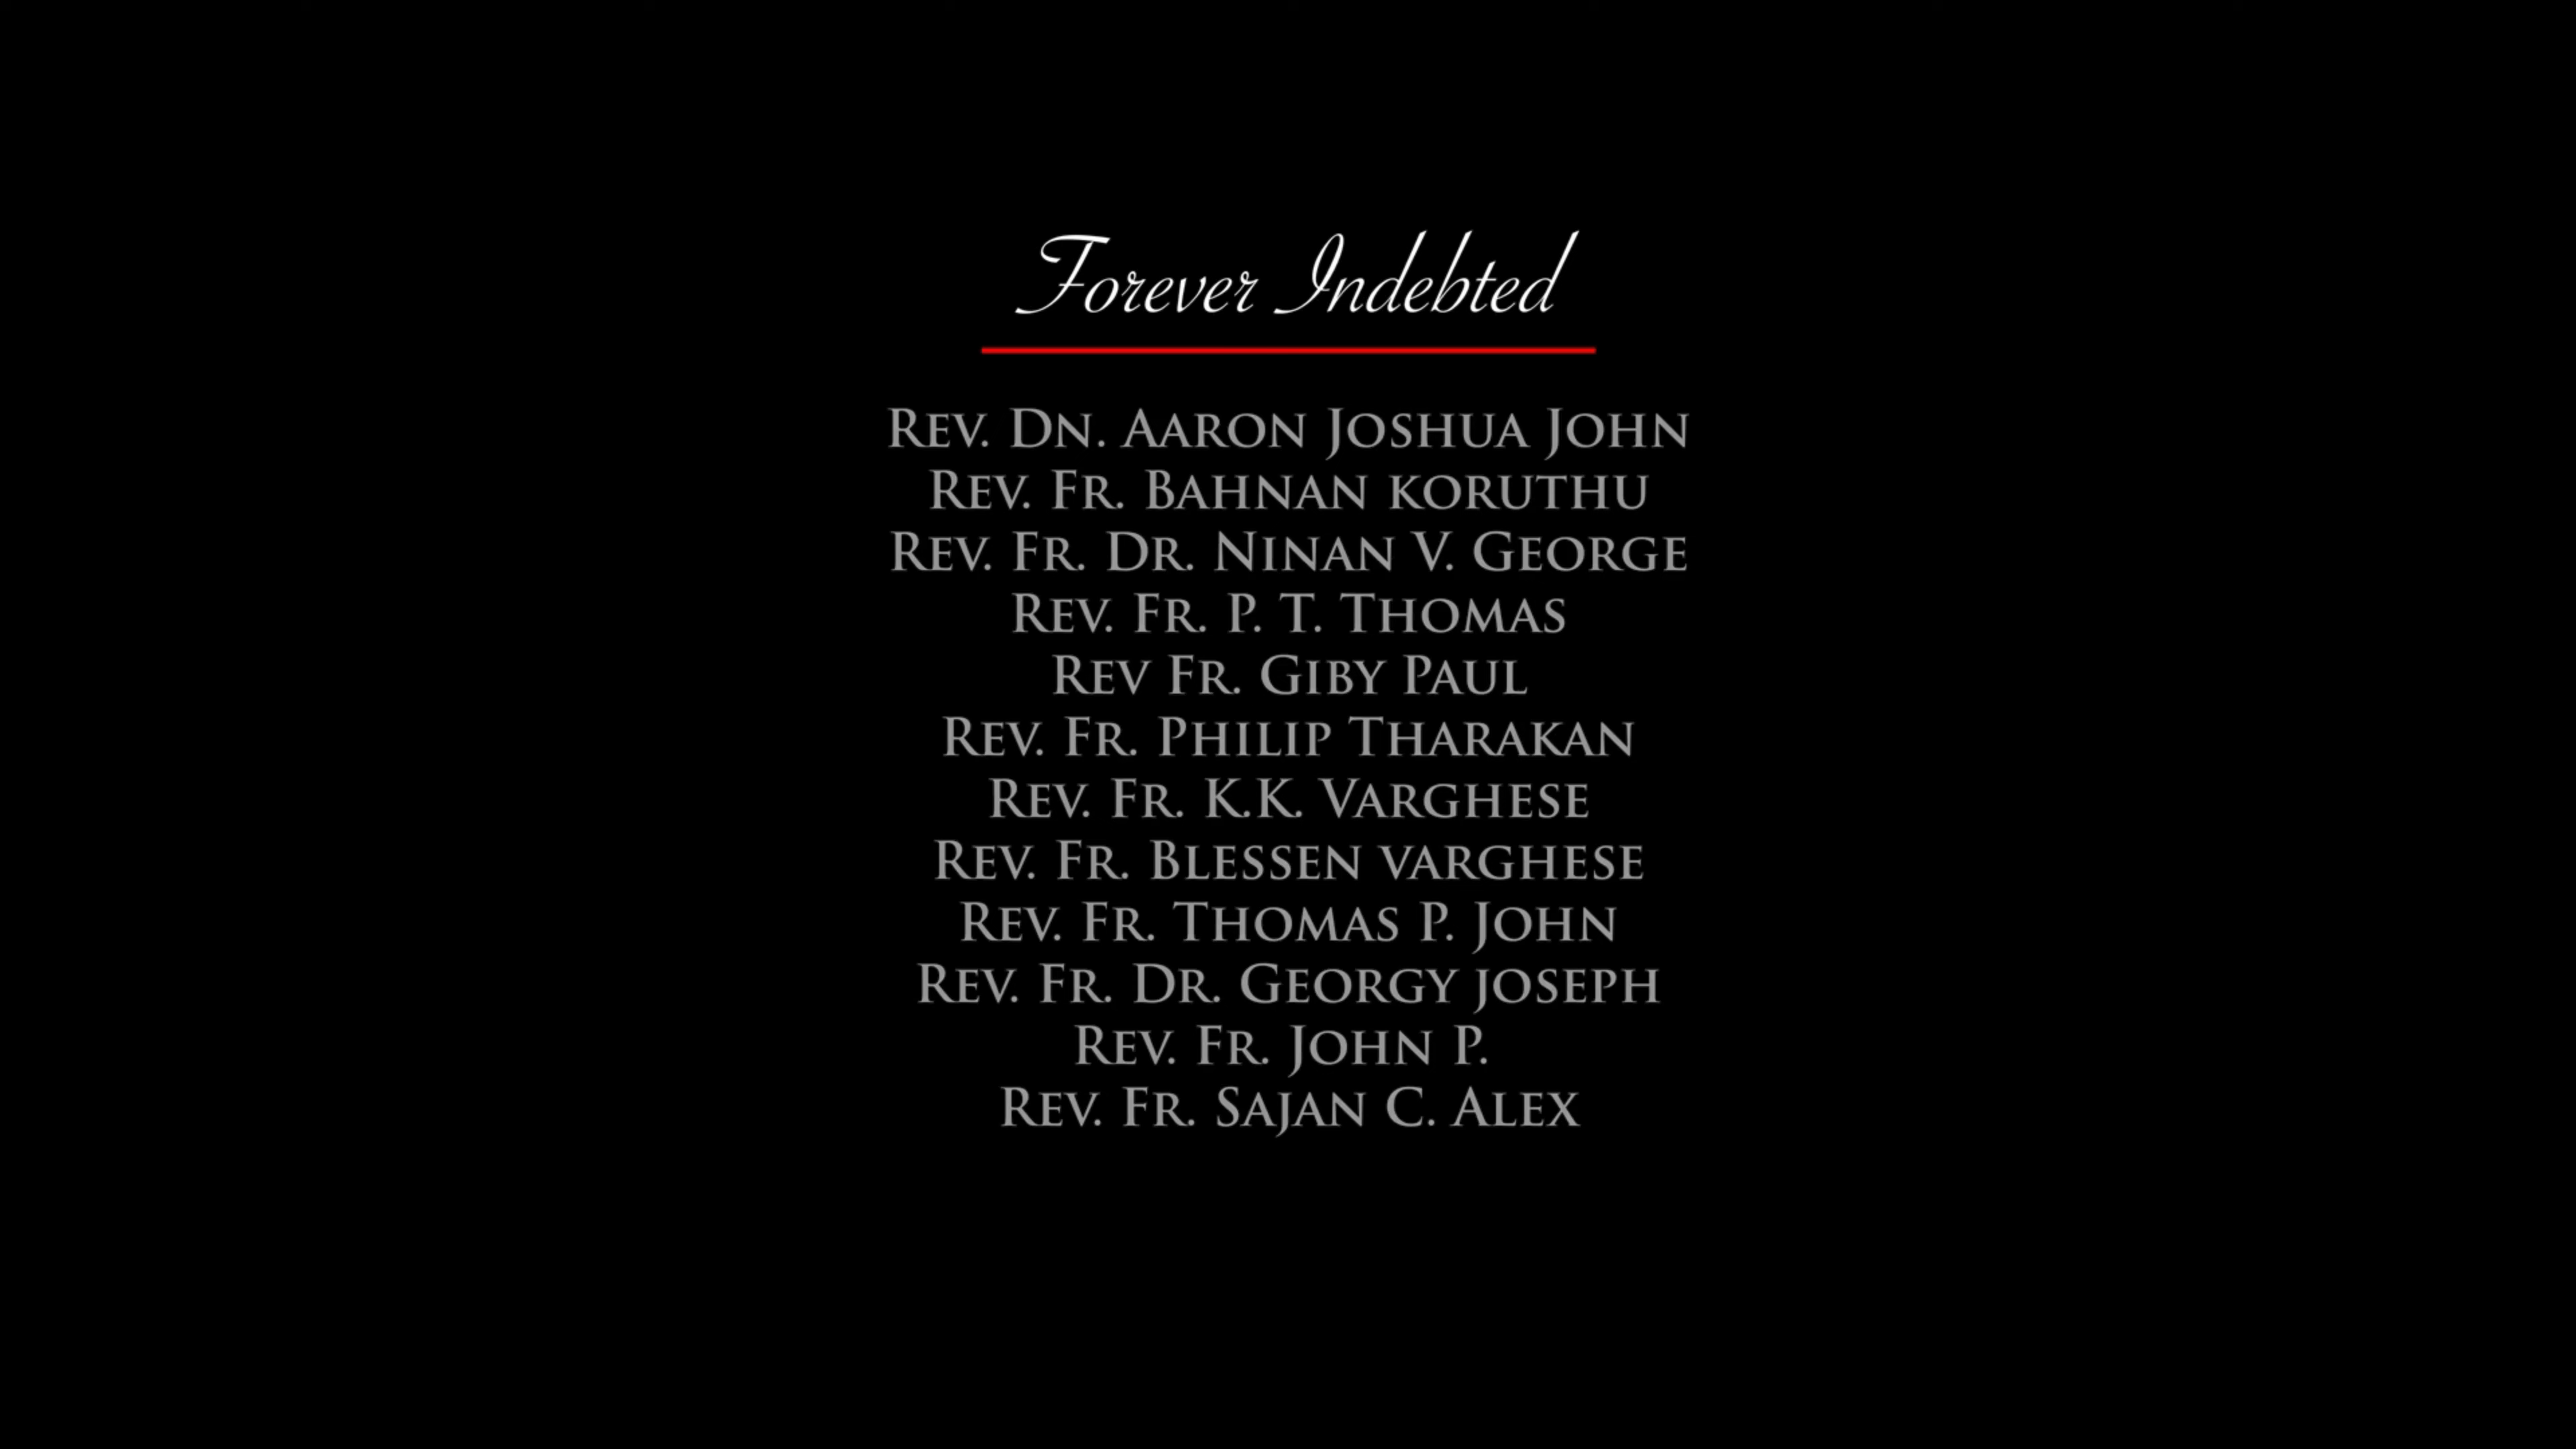 Forever Indebted
Rev. Dn. Aaron Joshua John
Rev. Fr. Bahnan koruthu
Rev. Fr. Dr. Ninan V. George
Rev. Fr. P. T. Thomas
Rev Fr. Giby Paul
Rev. Fr. Philip Tharakan
Rev. Fr. K.K. Varghese
Rev. Fr. Blessen varghese
Rev. Fr. Thomas P. John
Rev. Fr. Dr. Georgy joseph
Rev. Fr. John P.
Rev. Fr. Sajan C. Alex